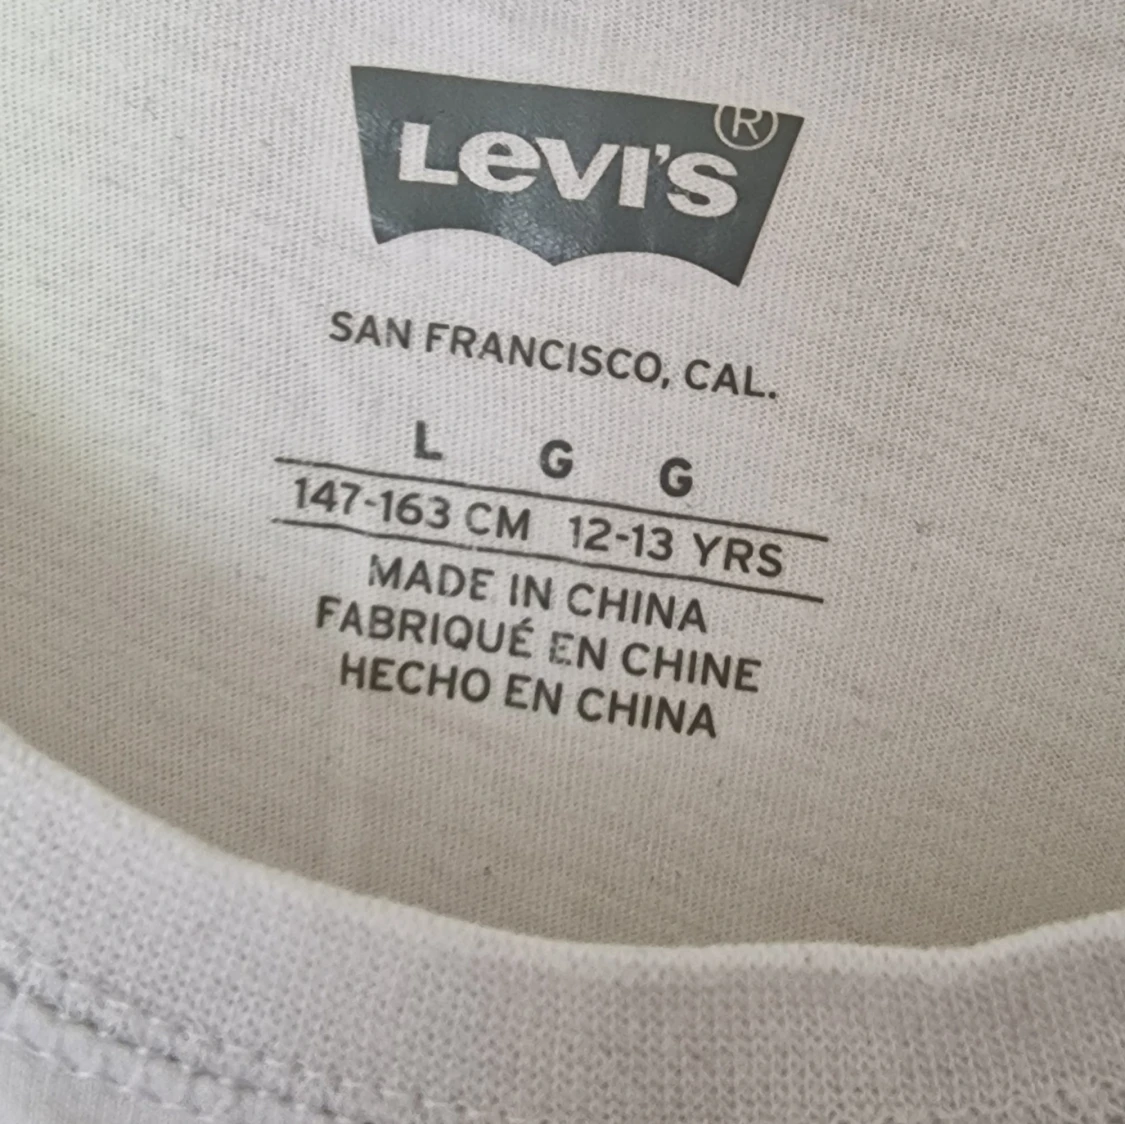 LEVI'S ®
SAN FRANCISCO, CAL.
L G G
147-163 CM 12-13 YRS
MADE IN CHINA
FABRIQUÉ EN CHINE
HECHO EN CHINA